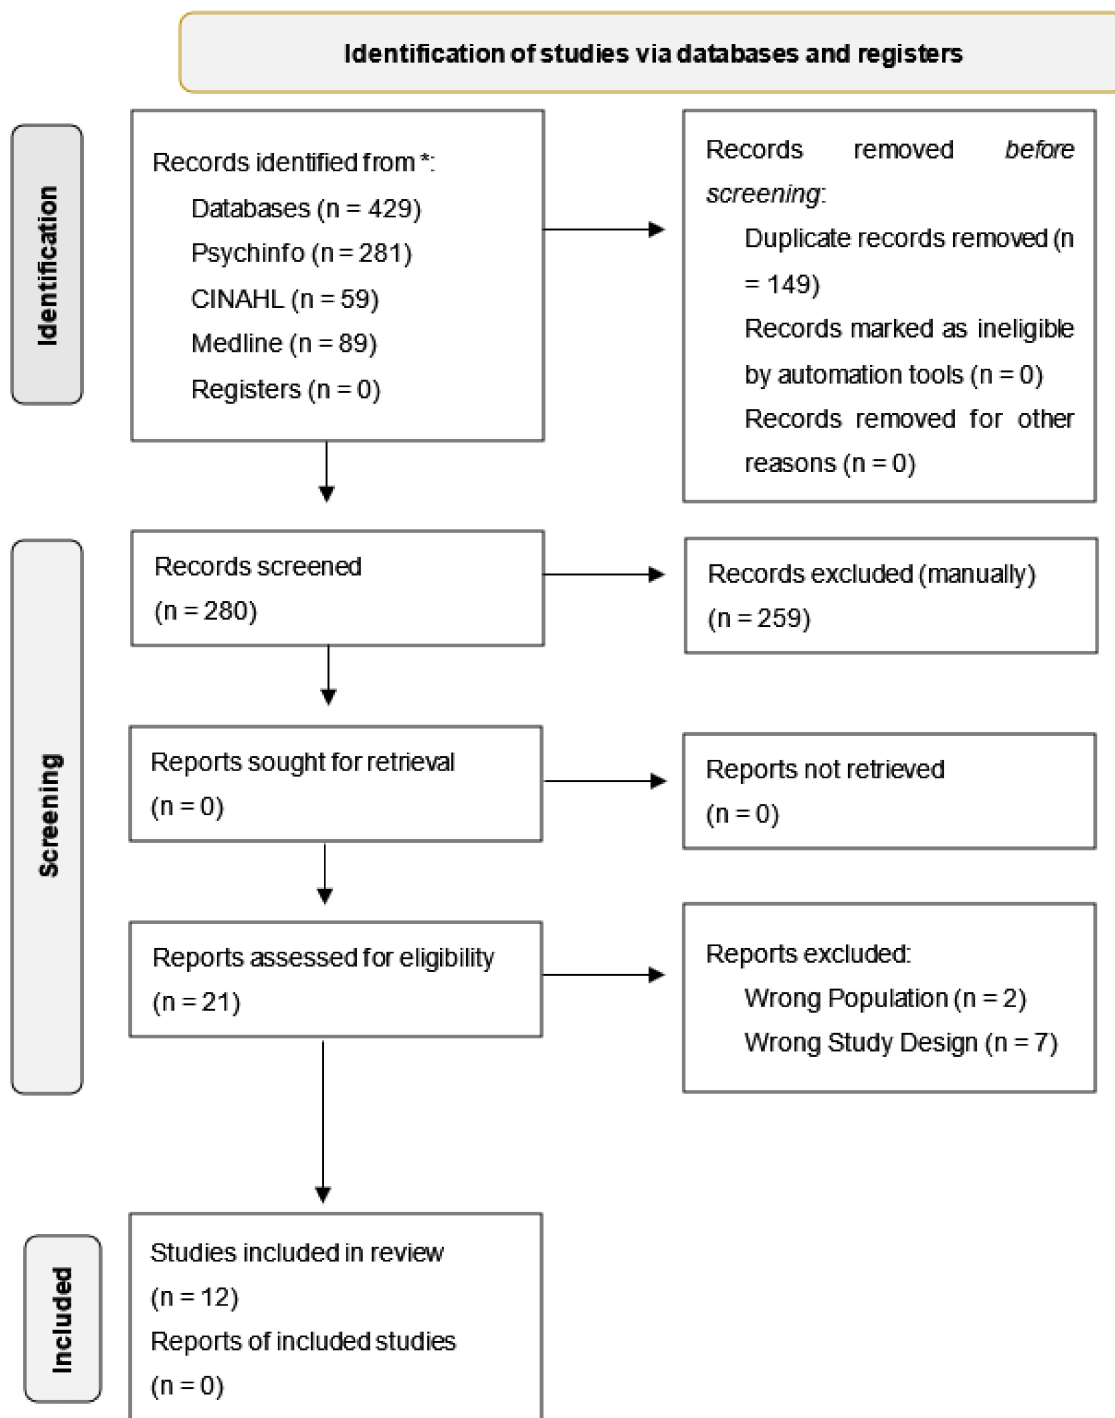 Identification of studies via databases and registers
Identification
Records identified from *:
Databases (n = 429)
Psychinfo (n = 281)
CINAHL (n = 59)
Medline (n = 89)
Registers (n = 0)
Records removed before
screening:
Duplicate records removed (n
= 149)
Records marked as ineligible
by automation tools (n = 0)
Records removed for other
reasons (n = 0)
Screening
Records screened
(n = 280)
Records excluded (manually)
(n = 259)
Reports sought for retrieval
(n = 0)
Reports not retrieved
(n = 0)
Reports assessed for eligibility
(n = 21)
Reports excluded:
Wrong Population (n = 2)
Wrong Study Design (n = 7)
Included
Studies included in review
(n = 12)
Reports of included studies
(n = 0)